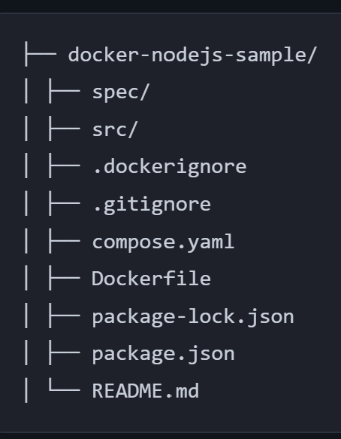 ├── docker-nodejs-sample/
│ ├── spec/
│ ├── src/
│ ├── .dockerignore
│ ├── .gitignore
│ ├── compose.yaml
│ ├── Dockerfile
│ ├── package-lock.json
│ ├── package.json
│ └── README.md